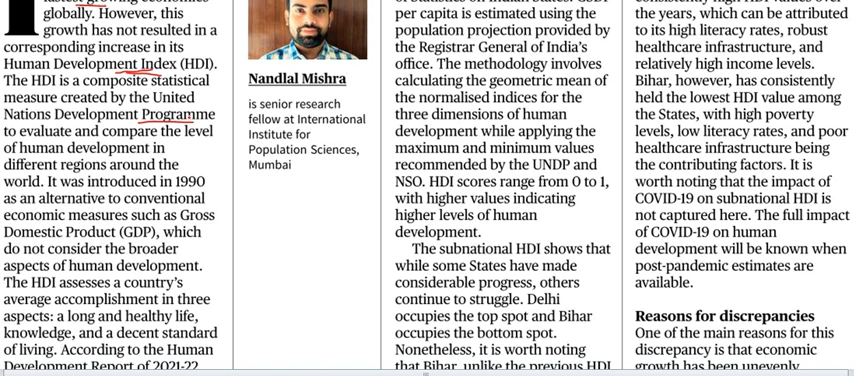 fastest-growing economies
globally. However, this
growth has not resulted in a
corresponding increase in its
Human Development Index (HDI).
The HDI is a composite statistical
measure created by the United
Nations Development Programme
to evaluate and compare the level
of human development in
different regions around the
world. It was introduced in 1990
as an alternative to conventional
economic measures such as Gross
Domestic Product (GDP), which
do not consider the broader
aspects of human development.
The HDI assesses a country's
average accomplishment in three
aspects: a long and healthy life,
knowledge, and a decent standard
of living. According to the Human
Development Report of 2021-22,
Nandlal Mishra
is senior research
fellow at International
Institute for
Population Sciences,
Mumbai
of Statistics on Indian States. GSDP
per capita is estimated using the
population projection provided by
the Registrar General of India's
office. The methodology involves
calculating the geometric mean of
the normalised indices for the
three dimensions of human
development while applying the
maximum and minimum values
recommended by the UNDP and
NSO. HDI scores range from 0 to 1,
with higher values indicating
higher levels of human
development.
The subnational HDI shows that
while some States have made
considerable progress, others
continue to struggle. Delhi
occupies the top spot and Bihar
occupies the bottom spot.
Nonetheless, it is worth noting
that Bihar, unlike the previous HDI
consistently high HDI values over
the years, which can be attributed
to its high literacy rates, robust
healthcare infrastructure, and
relatively high income levels.
Bihar, however, has consistently
held the lowest HDI value among
the States, with high poverty
levels, low literacy rates, and poor
healthcare infrastructure being
the contributing factors. It is
worth noting that the impact of
COVID-19 on subnational HDI is
not captured here. The full impact
of COVID-19 on human
development will be known when
post-pandemic estimates are
available.
Reasons for discrepancies
One of the main reasons for this
discrepancy is that economic
growth has been unevenly